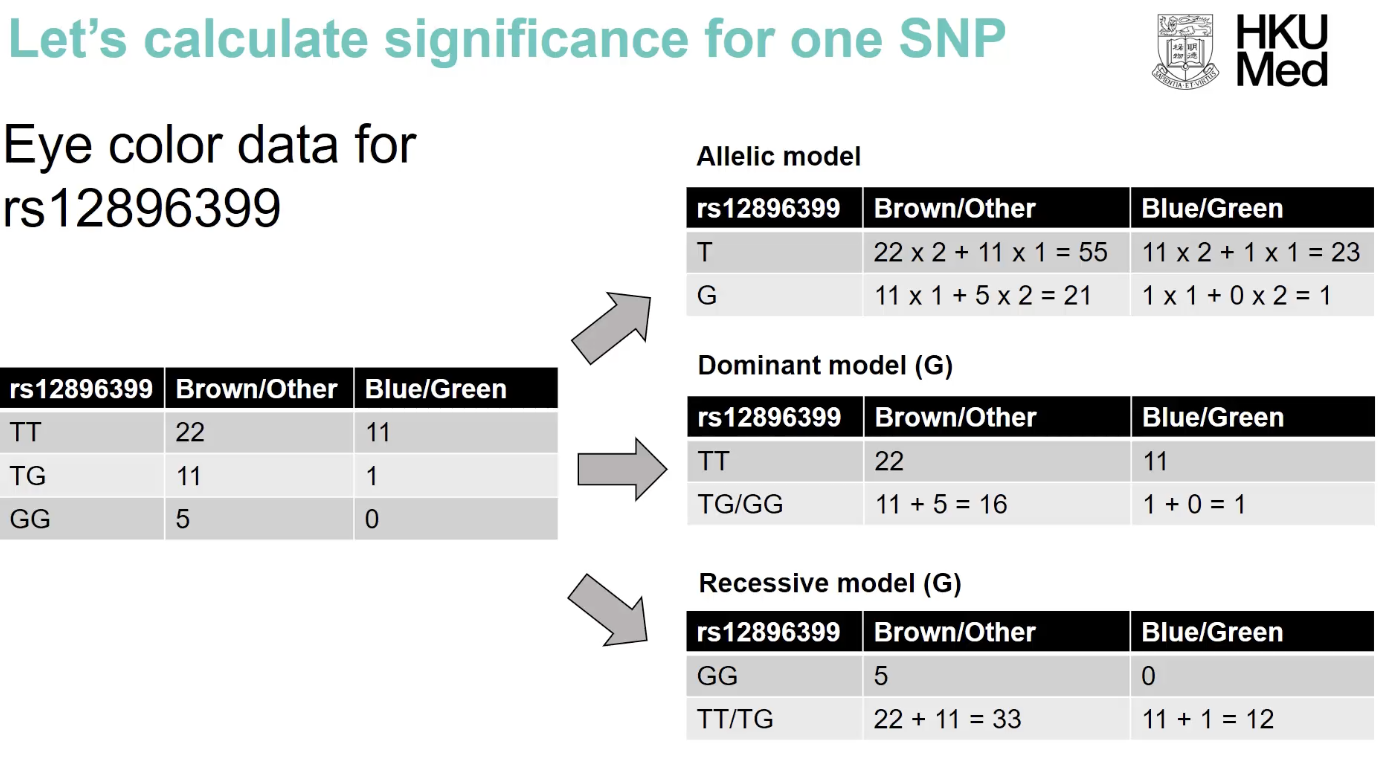 Let's calculate significance for one SNP
HKU
Med
Eye color data for
rs12896399
rs12896399 Brown/Other Blue/Green
TT 22 11
TG 11 1
GG 5 0
Allelic model
rs12896399 Brown/Other Blue/Green
T 22 x 2 + 11 x 1 = 55 11 x 2 + 1 x 1 = 23
G 11 x 1 + 5 x 2 = 21 1 x 1 + 0 x 2 = 1
Dominant model (G)
rs12896399 Brown/Other Blue/Green
TT 22 11
TG/GG 11 + 5 = 16 1 + 0 = 1
Recessive model (G)
rs12896399 Brown/Other Blue/Green
GG 5 0
TT/TG 22 + 11 = 33 11 + 1 = 12